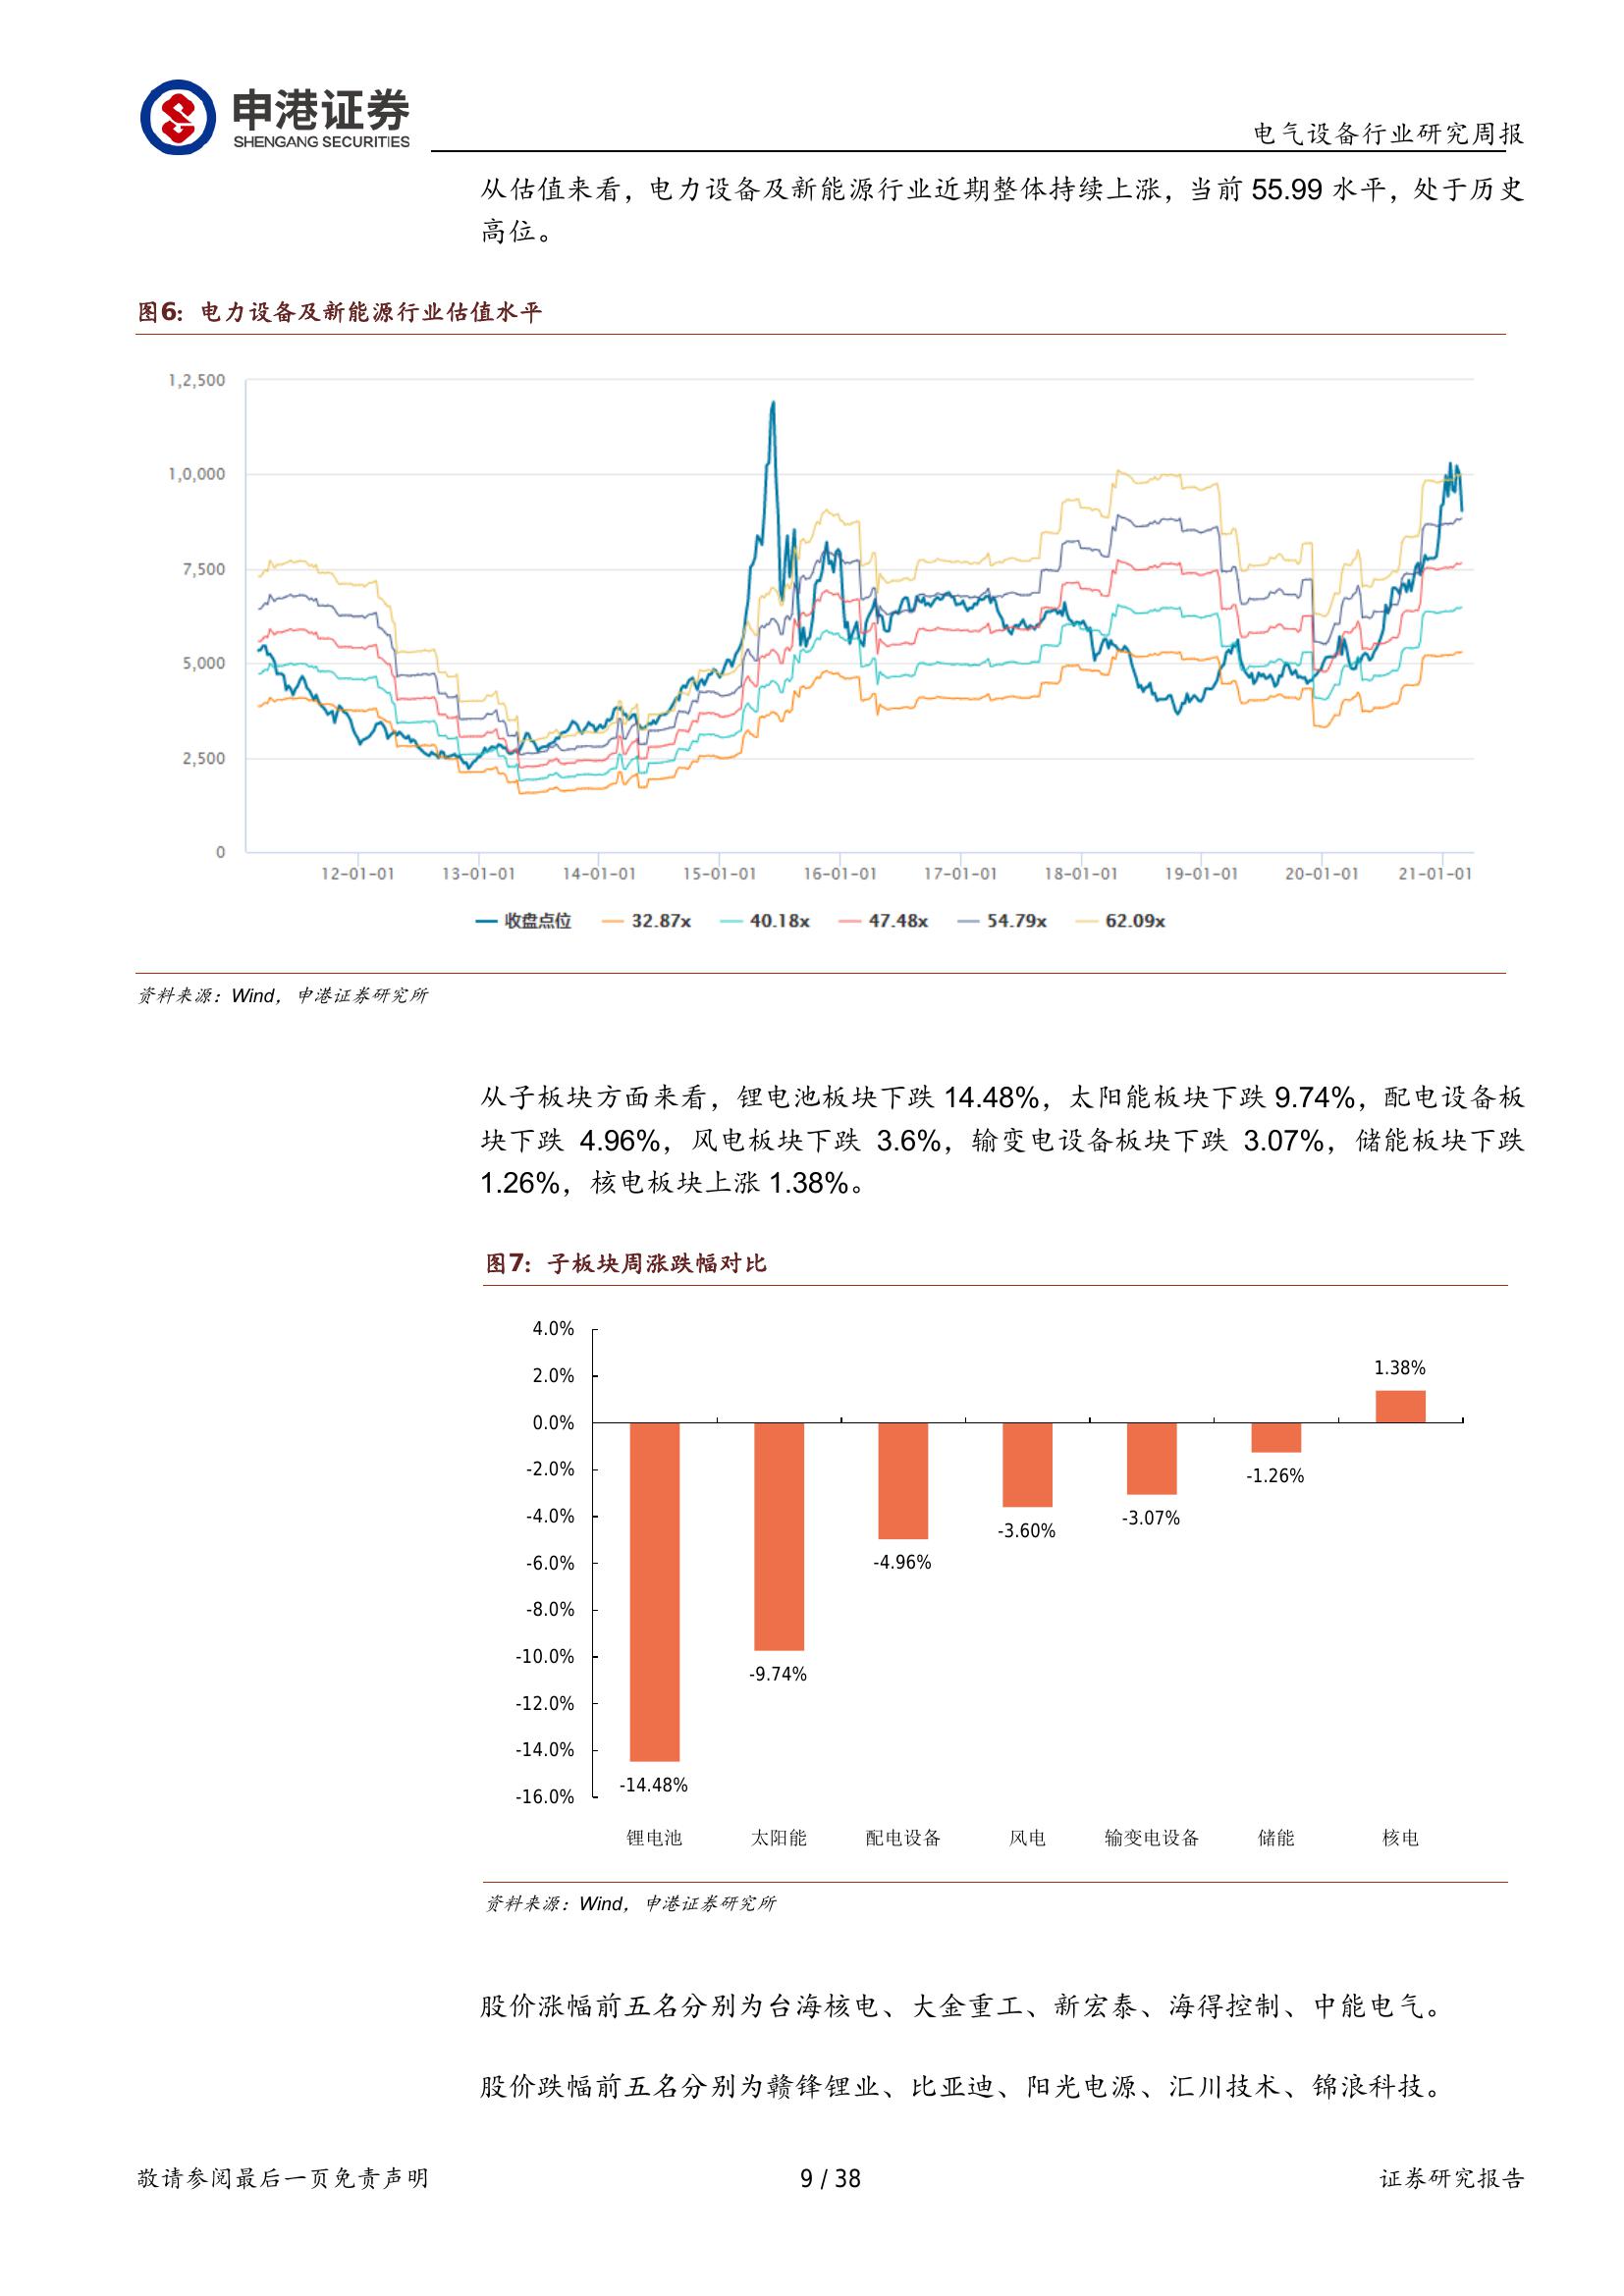 申港证券
SHENGANG SECURITIES
电气设备行业研究周报
从估值来看，电力设备及新能源行业近期整体持续上涨，当前 55.99 水平，处于历史
高位。
图6：电力设备及新能源行业估值水平
1,2,500
1,0,000
7,500
5,000
2,500
0
12-01-01 13-01-01 14-01-01 15-01-01 16-01-01 17-01-01 18-01-01 19-01-01 20-01-01 21-01-01
收盘点位 32.87x 40.18x 47.48x 54.79x 62.09x
资料来源：Wind，申港证券研究所
从子板块方面来看，锂电池板块下跌 14.48%，太阳能板块下跌 9.74%，配电设备板
块下跌 4.96%，风电板块下跌 3.6%，输变电设备板块下跌 3.07%，储能板块下跌
1.26%，核电板块上涨 1.38%。
图7：子板块周涨跌幅对比
4.0%
2.0%
0.0%
-2.0%
-4.0%
-6.0%
-8.0%
-10.0%
-12.0%
-14.0%
-16.0%
-14.48%
-9.74%
-4.96%
-3.60%
-3.07%
-1.26%
1.38%
锂电池 太阳能 配电设备 风电 输变电设备 储能 核电
资料来源：Wind，申港证券研究所
股价涨幅前五名分别为台海核电、大金重工、新宏泰、海得控制、中能电气。
股价跌幅前五名分别为赣锋锂业、比亚迪、阳光电源、汇川技术、锦浪科技。
敬请参阅最后一页免责声明 9 / 38 证券研究报告